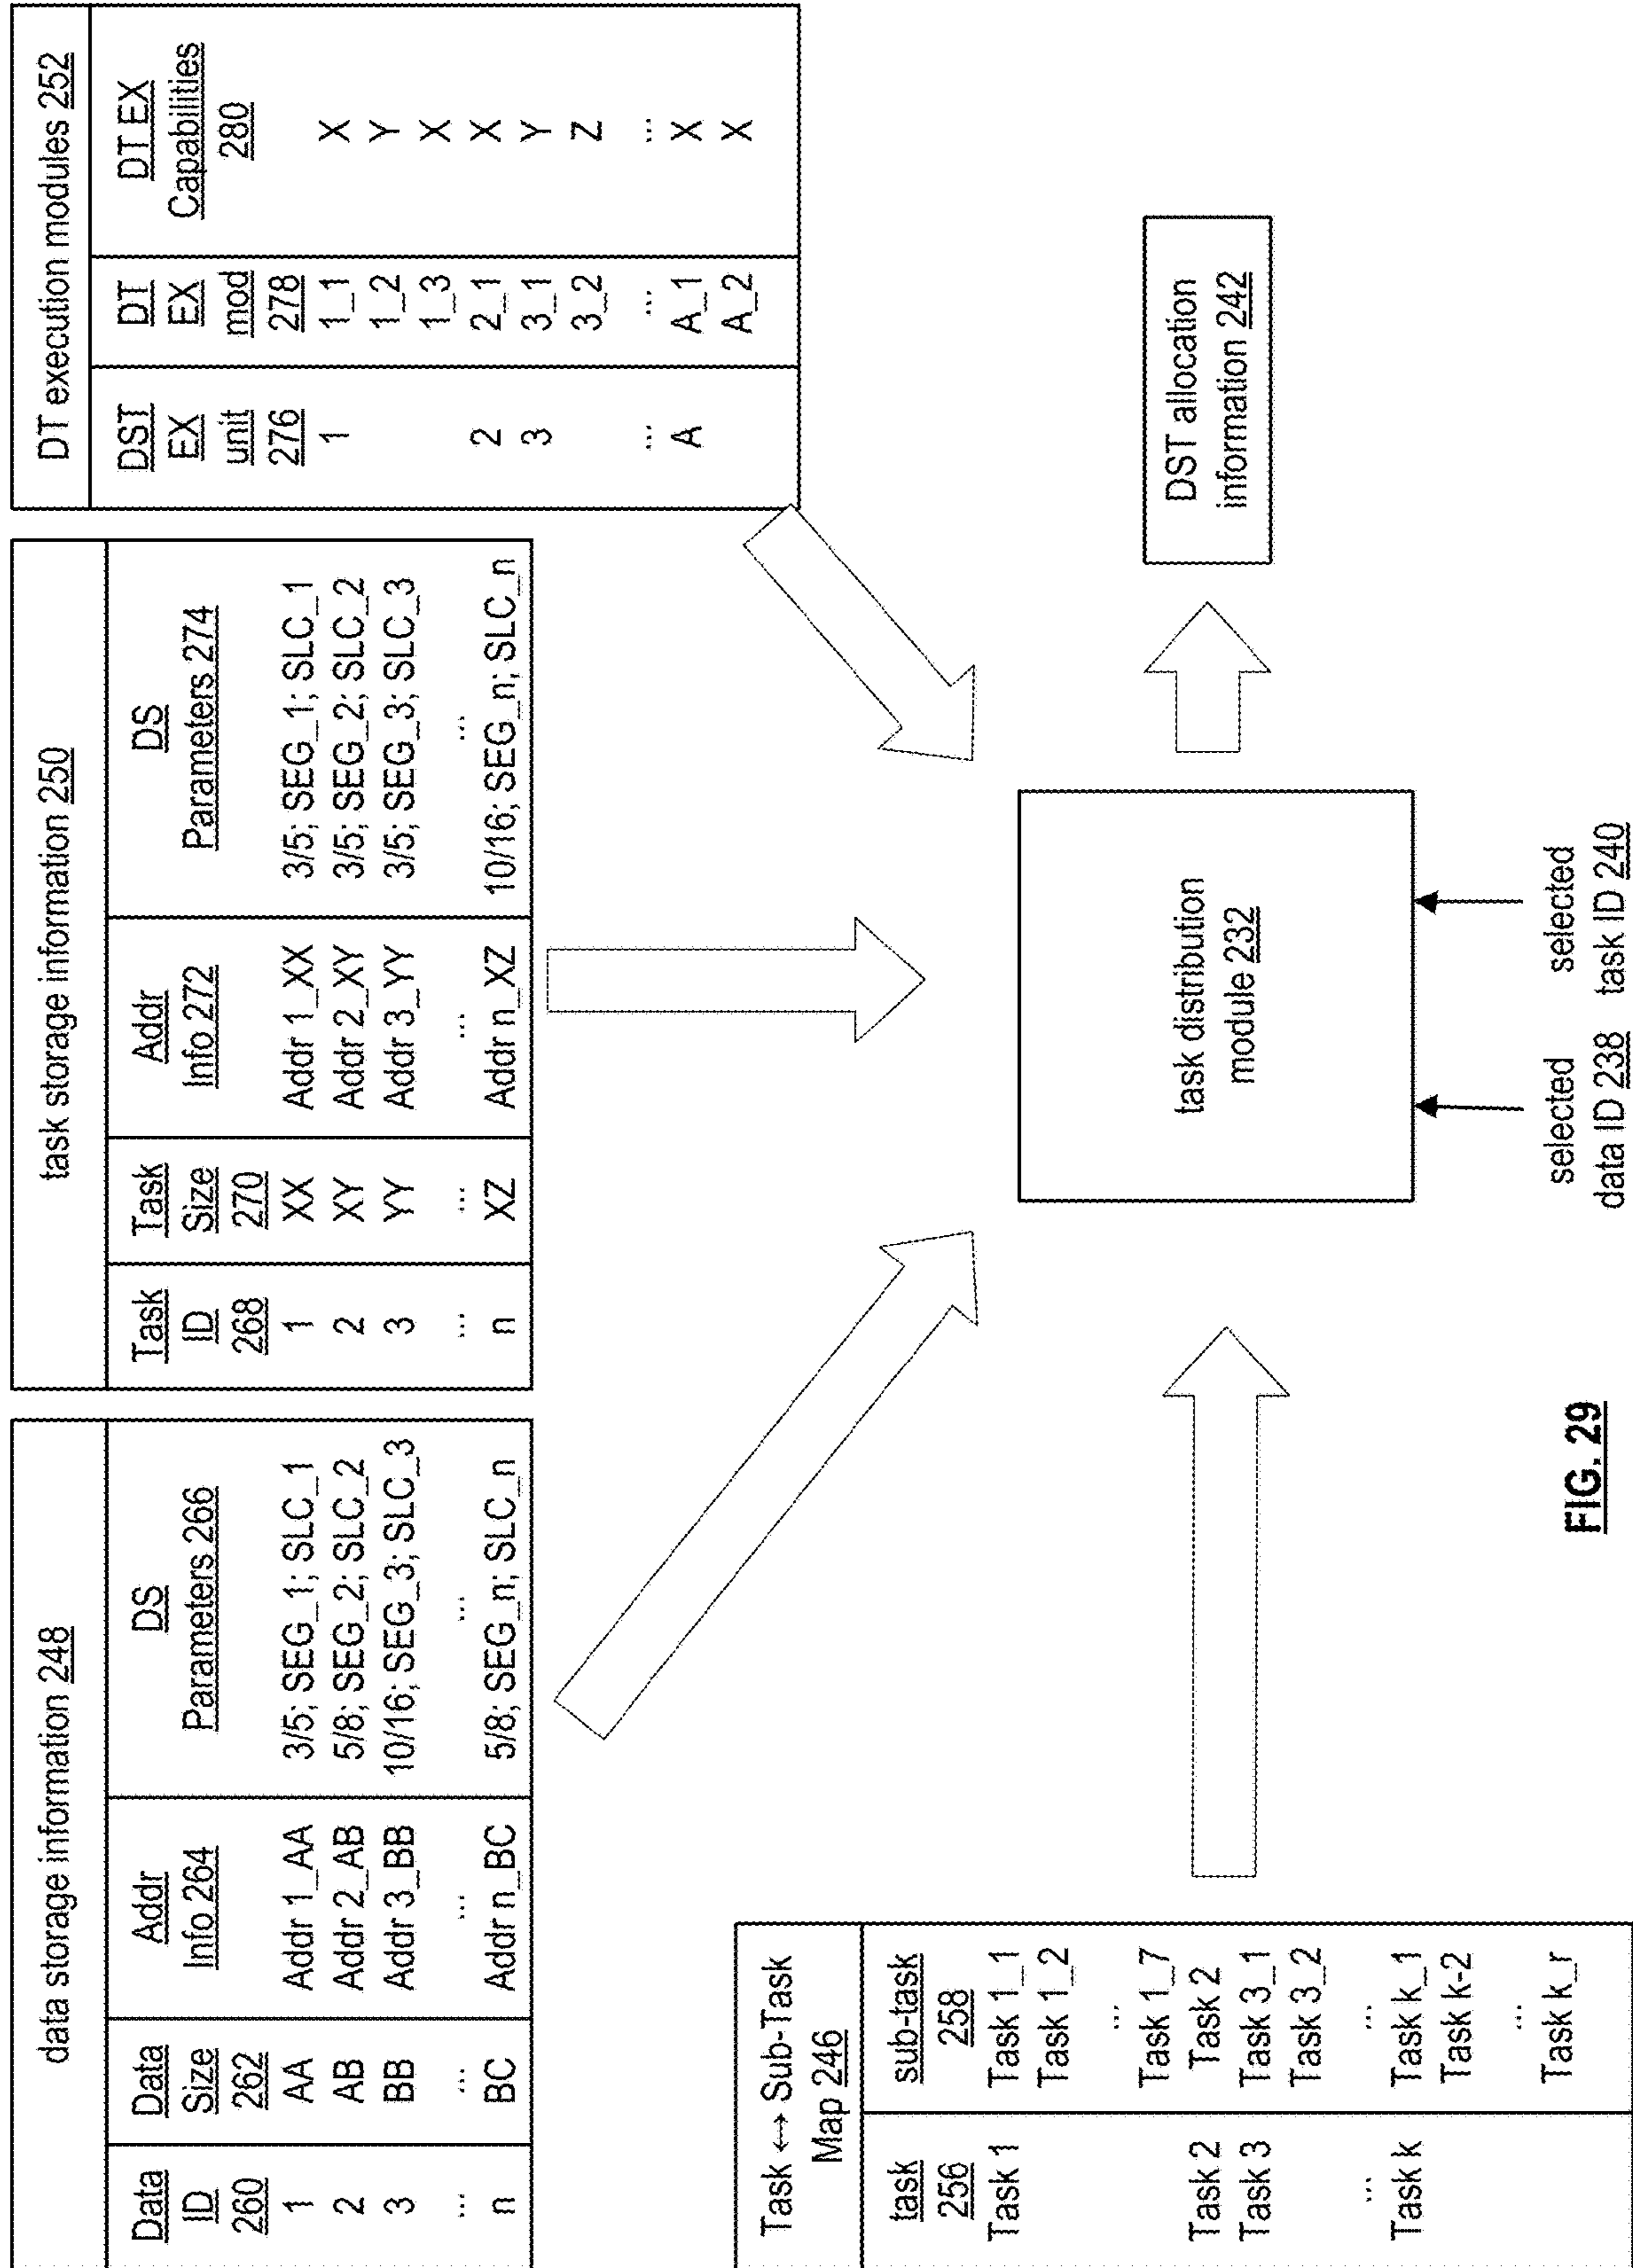 data storage information 248
Data ID 260 Data Size 262 Addr Info 264 DS Parameters 266
1 AA Addr 1_AA 3/5; SEG_1; SLC_1
2 AB Addr 2_AB 5/8; SEG_2; SLC_2
3 BB Addr 3_BB 10/16; SEG_3; SLC_3
... ... ... ...
n BC Addr n_BC 5/8; SEG_n; SLC_n
task storage information 250
Task ID 268 Task Size 270 Addr Info 272 DS Parameters 274
1 XX Addr 1_XX 3/5; SEG_1; SLC_1
2 XY Addr 2_XY 3/5; SEG_2; SLC_2
3 YY Addr 3_YY 3/5; SEG_3; SLC_3
... ... ... ...
n XZ Addr n_XZ 10/16; SEG_n; SLC_n
DT execution modules 252
DST EX unit 276 DT EX mod 278 DT EX Capabilities 280
1 1_1 X
1_2 Y
1_3 X
2 2_1 X
3 3_1 Y
3_2 Z
... ... ...
A A_1 X
A_2 X
Task ↔ Sub-Task
Map 246
task 256 sub-task 258
Task 1 Task 1_1
Task 1_2
...
Task 1_7
Task 2 Task 2
Task 3 Task 3_1
Task 3_2
... ...
Task k Task k_1
Task k-2
...
Task k_r
task distribution
module 232
DST allocation
information 242
selected
data ID 238
selected
task ID 240
FIG. 29